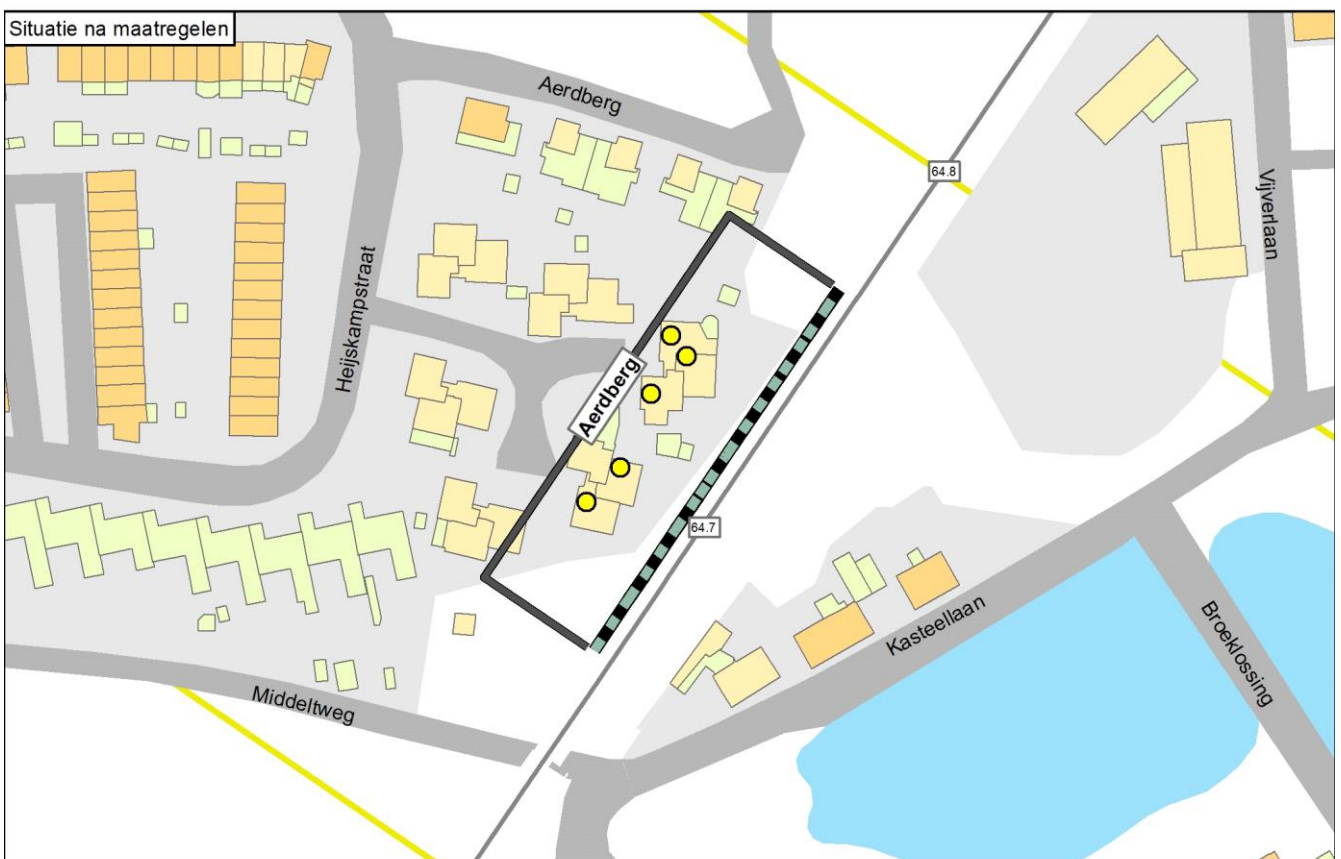 Situatie na maatregelen
Aerdberg
64.8
Vijverlaan
Heijskampstraat
Aerdberg
64.7
Kasteellaan
Broeklossing
Middeltweg